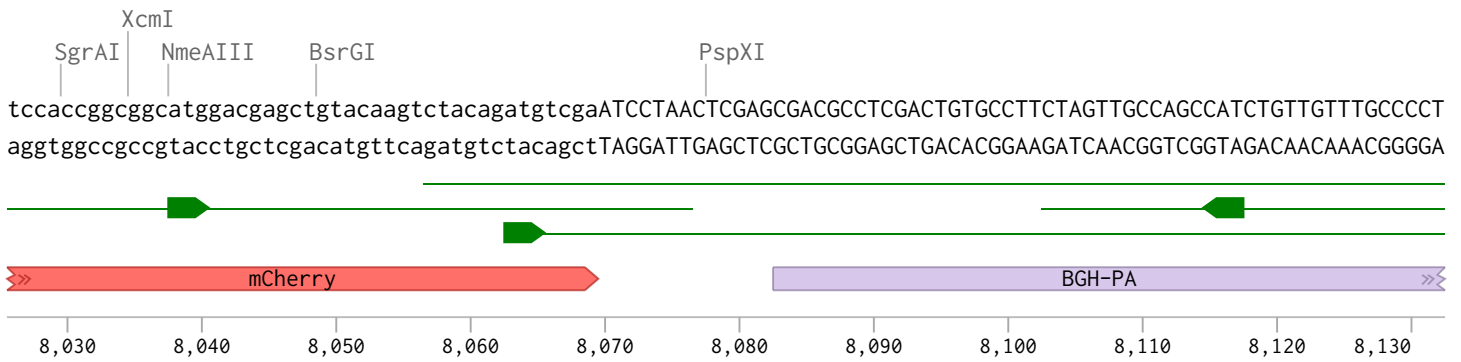 XcmI
SgrAI NmeAIII BsrGI PspXI
tccaccggcggcatggacgagctgtacaagtctacagatgtcgaATCCTAACTCGAGCGACGCCTCGACTGTGCCTTCTAGTTGCCAGCCATCTGTTGTTTGCCCCT
aggtggccgccgtacctgctcgacatgttcagatgtctacagctTAGGATTGAGCTCGCTGCGGAGCTGACACGGAAGATCAACGGTCGGTAGACAACAAACGGGGA
mCherry BGH-PA
8,030 8,040 8,050 8,060 8,070 8,080 8,090 8,100 8,110 8,120 8,130